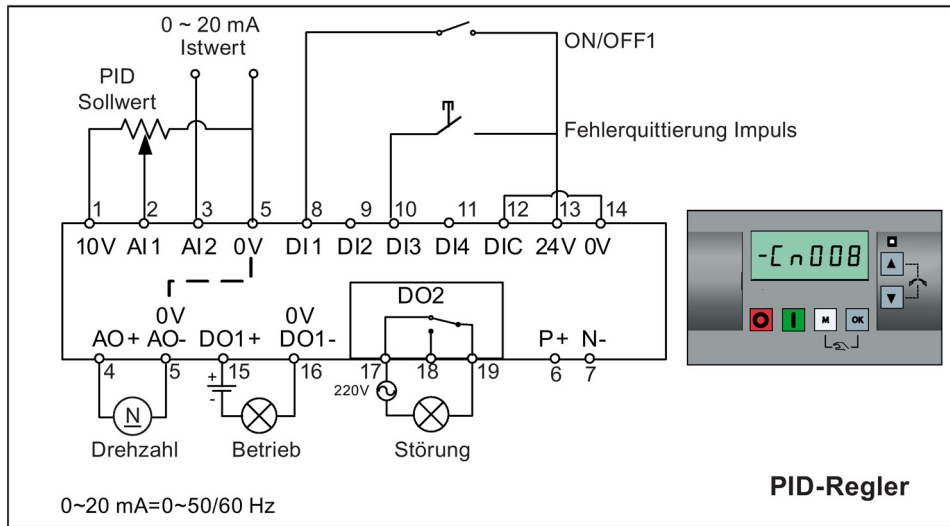 0 ~ 20 mA
Istwert
PID
Sollwert
ON/OFF1
Fehlerquittierung Impuls
1 2 3 5 8 9 10 11 12 13 14
10V AI1 AI2 0V DI1 DI2 DI3 DI4 DIC 24V 0V
-Cn008
M OK
DO2
0V 0V
AO+ AO- DO1+ DO1- P+ N-
4 5 15 16 17 18 19 6 7
+
-
220V
N
Drehzahl Betrieb Störung
0~20 mA=0~50/60 Hz
PID-Regler